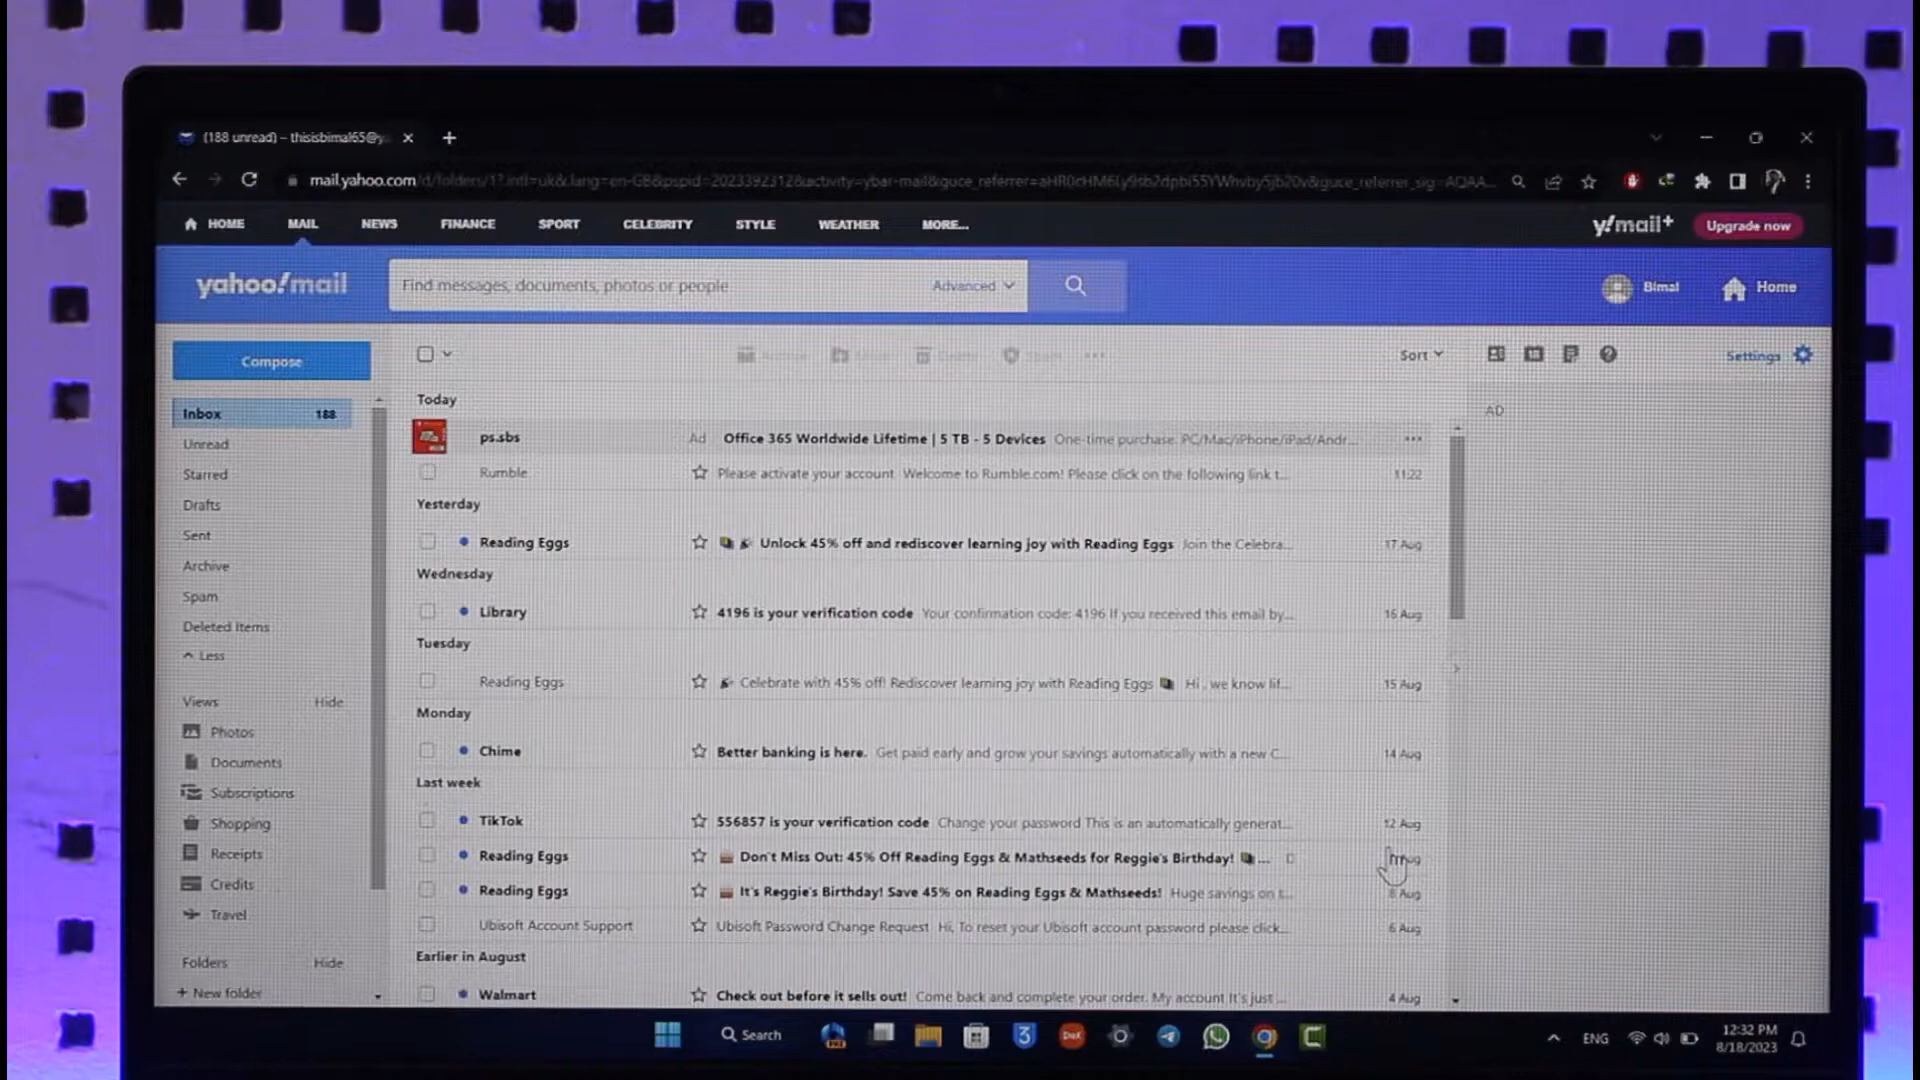 (188 unread) – thisisbimal65@y
mail.yahoo.com
HOME MAIL NEWS FINANCE SPORT CELEBRITY STYLE WEATHER MORE... y!mail+ Upgrade now
yahoo!mail Find messages, documents, photos or people Advanced Bimal Home
Compose Sort Settings
Today AD
Inbox 188
ps.sbs Ad Office 365 Worldwide Lifetime | 5 TB - 5 Devices One-time purchase. PC/Mac/iPhone/iPad/Andr...
Unread
Rumble Please activate your account Welcome to Rumble.com! Please click on the following link t... 11:22
Starred
Yesterday
Drafts
Sent
Reading Eggs Unlock 45% off and rediscover learning joy with Reading Eggs Join the Celebra... 17 Aug
Archive
Wednesday
Spam
Library 4196 is your verification code Your confirmation code: 4196 If you received this email by... 16 Aug
Deleted Items
Tuesday
Less
Reading Eggs Celebrate with 45% off! Rediscover learning joy with Reading Eggs Hi , we know lif... 15 Aug
Views Hide
Monday
Photos
Chime Better banking is here. Get paid early and grow your savings automatically with a new C... 14 Aug
Documents
Last week
Subscriptions
TikTok 556857 is your verification code Change your password This is an automatically generat... 12 Aug
Shopping
Receipts
Reading Eggs Don't Miss Out: 45% Off Reading Eggs & Mathseeds for Reggie's Birthday! ...
Credits
Reading Eggs It's Reggie's Birthday! Save 45% on Reading Eggs & Mathseeds! Huge savings on t... 8 Aug
Travel
Ubisoft Account Support Ubisoft Password Change Request Hi, To reset your Ubisoft account password please click... 6 Aug
Folders Hide
Earlier in August
+ New folder
Walmart Check out before it sells out! Come back and complete your order. My account It's just ... 4 Aug
Search ENG 12:32 PM
8/18/2023